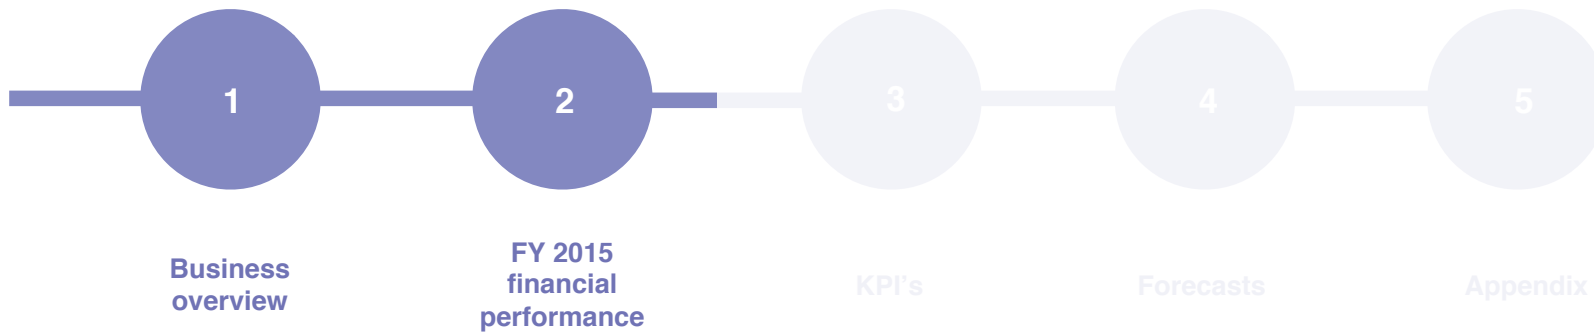 1
2
3
4
5
Business
overview
FY 2015
financial
performance
KPI's
Forecasts
Appendix